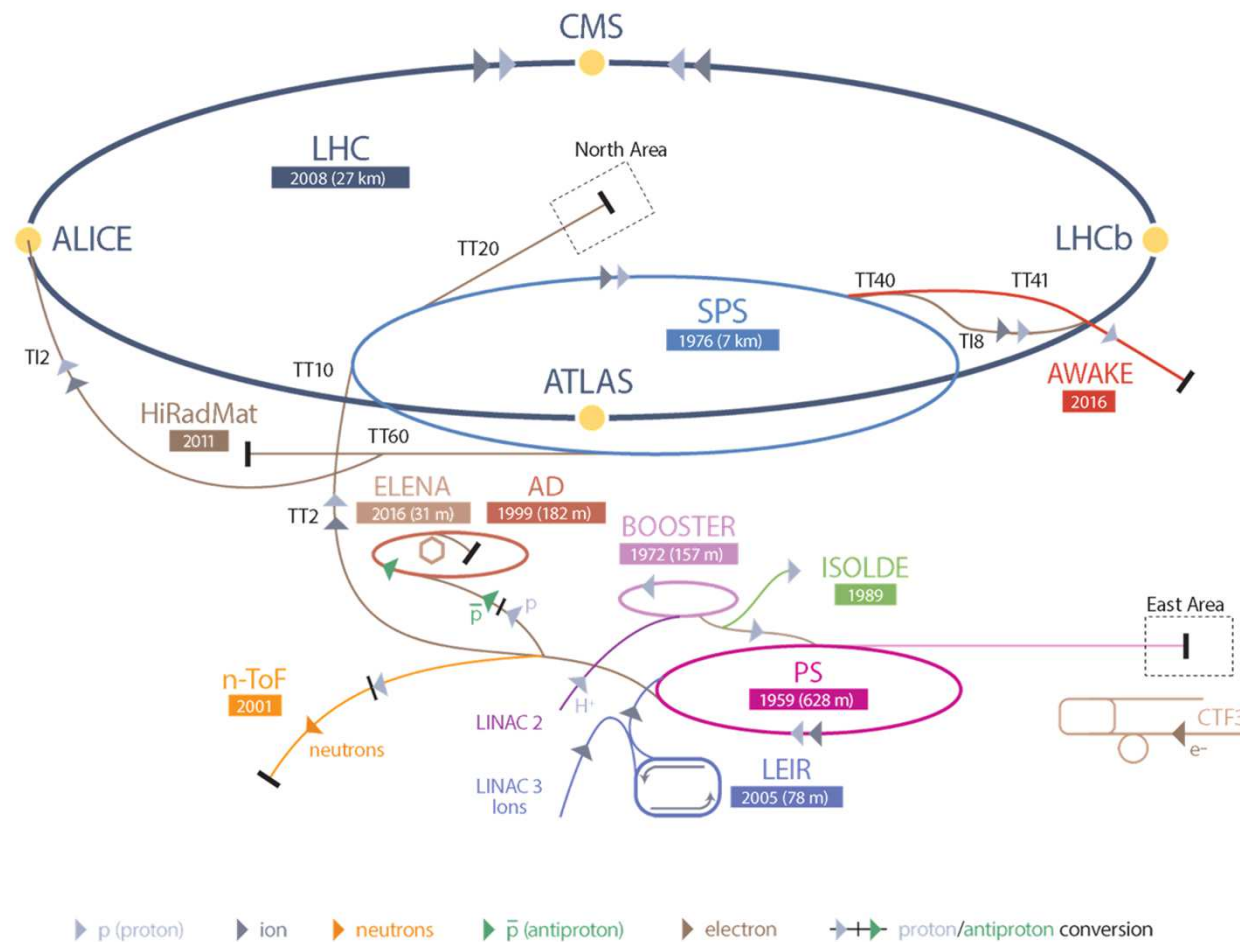 CMS
LHC
2008 (27 km)
North Area
ALICE
TT20
LHCb
TT40
TT41
SPS
1976 (7 km)
TI8
TI2
TT10
ATLAS
AWAKE
2016
HiRadMat
2011
TT60
ELENA
2016 (31 m)
AD
1999 (182 m)
TT2
BOOSTER
1972 (157 m)
ISOLDE
1989
p̅
p
East Area
n-ToF
2001
PS
1959 (628 m)
H⁺
LINAC 2
neutrons
CTF3
e⁻
LEIR
2005 (78 m)
LINAC 3
Ions
p (proton)
ion
neutrons
p̅ (antiproton)
electron
proton/antiproton conversion